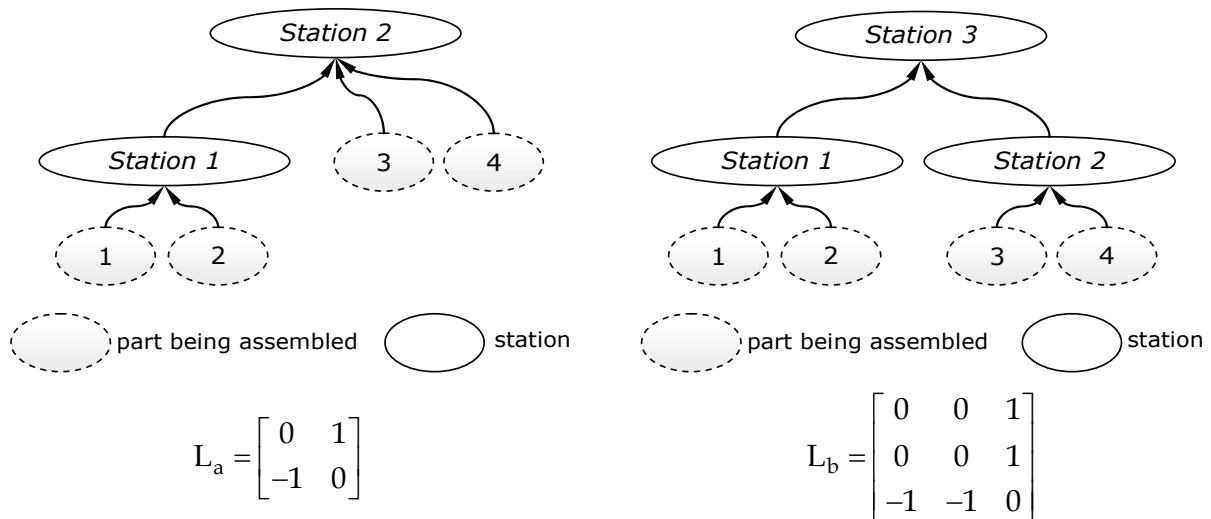 Station 2
Station 1
3
4
1
2
part being assembled
station
L_a = [0 1
−1 0]
Station 3
Station 1
Station 2
1
2
3
4
part being assembled
station
L_b = [0 0 1
0 0 1
−1 −1 0]